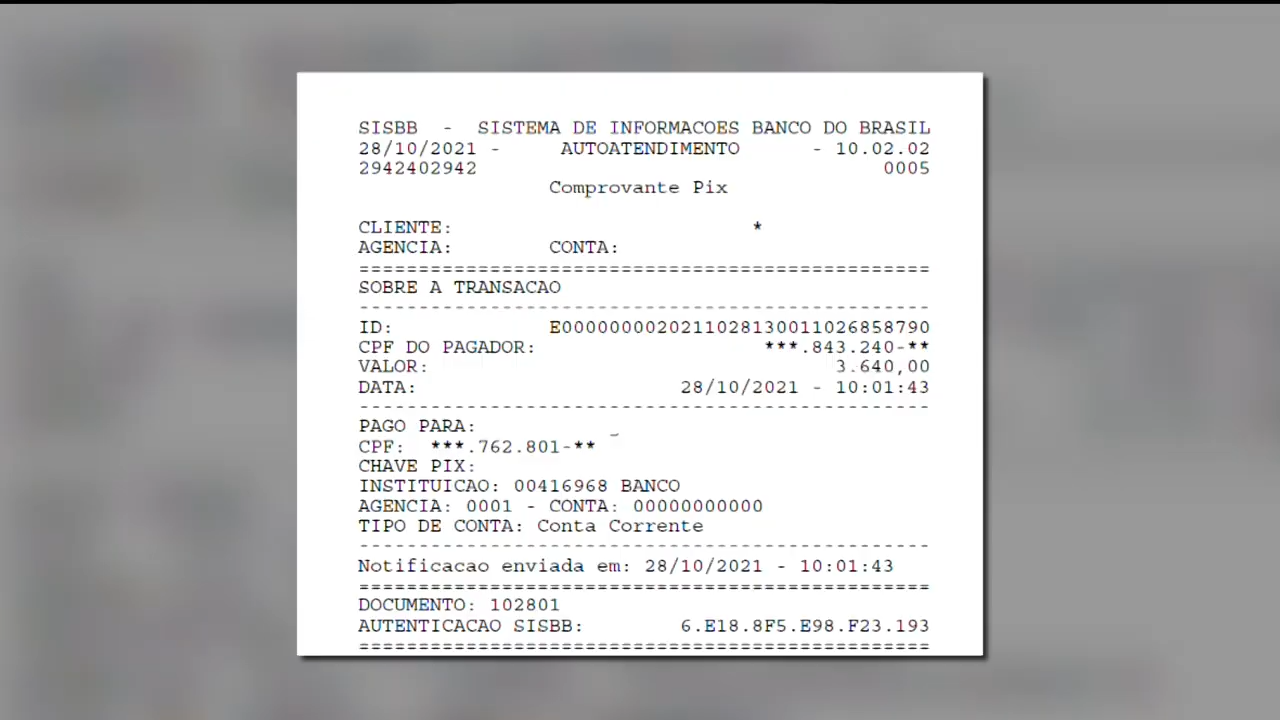 SISBB - SISTEMA DE INFORMACOES BANCO DO BRASIL
28/10/2021 - AUTOATENDIMENTO - 10.02.02
2942402942 0005
Comprovante Pix
CLIENTE: *
AGENCIA: CONTA:
================================================
SOBRE A TRANSACAO
------------------------------------------------
ID: E0000000020211028130011026858790
CPF DO PAGADOR: ***.843.240-**
VALOR: 3.640,00
DATA: 28/10/2021 - 10:01:43
------------------------------------------------
PAGO PARA:
CPF: ***.762.801-**
CHAVE PIX:
INSTITUICAO: 00416968 BANCO
AGENCIA: 0001 - CONTA: 00000000000
TIPO DE CONTA: Conta Corrente
------------------------------------------------
Notificacao enviada em: 28/10/2021 - 10:01:43
================================================
DOCUMENTO: 102801
AUTENTICACAO SISBB: 6.E18.8F5.E98.F23.193
================================================